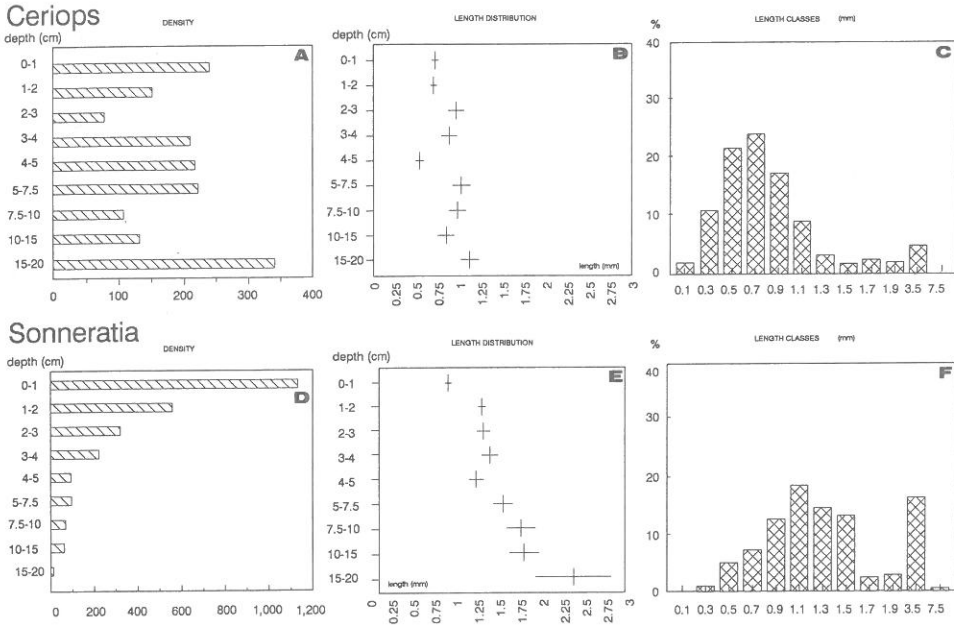 Ceriops
DENSITY
depth (cm)
A
0-1
1-2
2-3
3-4
4-5
5-7.5
7.5-10
10-15
15-20
0 100 200 300 400
LENGTH DISTRIBUTION
depth (cm)
B
0-1
1-2
2-3
3-4
4-5
5-7.5
7.5-10
10-15
15-20
length (mm)
0 0.25 0.5 0.75 1 1.25 1.5 1.75 2 2.25 2.5 2.75 3
% LENGTH CLASSES (mm)
C
40
30
20
10
0
0.1 0.3 0.5 0.7 0.9 1.1 1.3 1.5 1.7 1.9 3.5 7.5
Sonneratia
DENSITY
depth (cm)
D
0-1
1-2
2-3
3-4
4-5
5-7.5
7.5-10
10-15
15-20
0 200 400 600 800 1,000 1,200
LENGTH DISTRIBUTION
depth (cm)
E
0-1
1-2
2-3
3-4
4-5
5-7.5
7.5-10
10-15
15-20
length (mm)
0 0.25 0.5 0.75 1 1.25 1.5 1.75 2 2.25 2.5 2.75 3
% LENGTH CLASSES (mm)
F
40
30
20
10
0
0.1 0.3 0.5 0.7 0.9 1.1 1.3 1.5 1.7 1.9 3.5 7.5